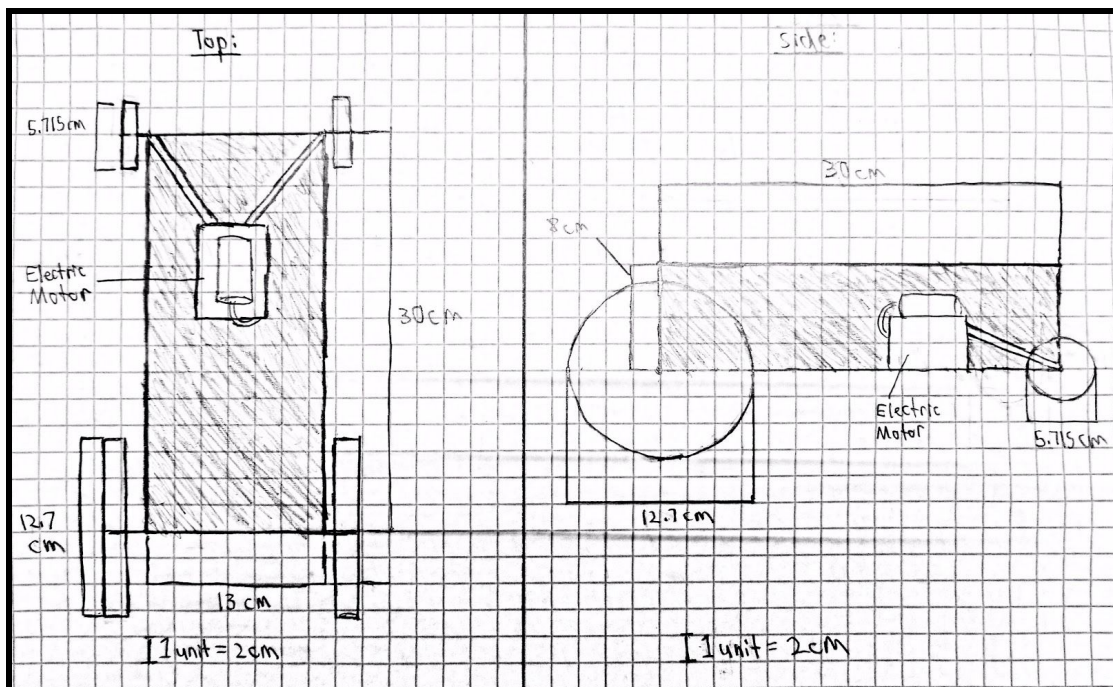 Top:
5.715cm
Electric
Motor
30cm
12.7
cm
13 cm
1 unit = 2cm
Side:
30cm
8cm
Electric
Motor
5.715cm
12.7cm
1 unit = 2cm